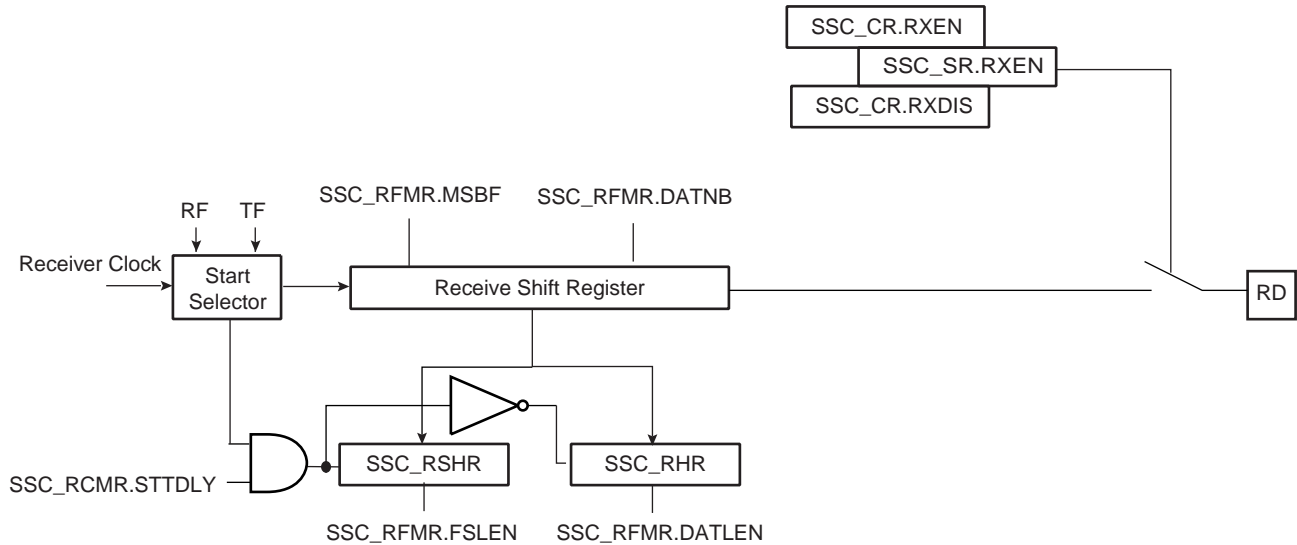 SSC_CR.RXEN
SSC_SR.RXEN
SSC_CR.RXDIS
SSC_RFMR.MSBF
SSC_RFMR.DATNB
RF
TF
Receiver Clock
Start
Selector
Receive Shift Register
RD
SSC_RSHR
SSC_RHR
SSC_RCMR.STTDLY
SSC_RFMR.FSLEN
SSC_RFMR.DATLEN